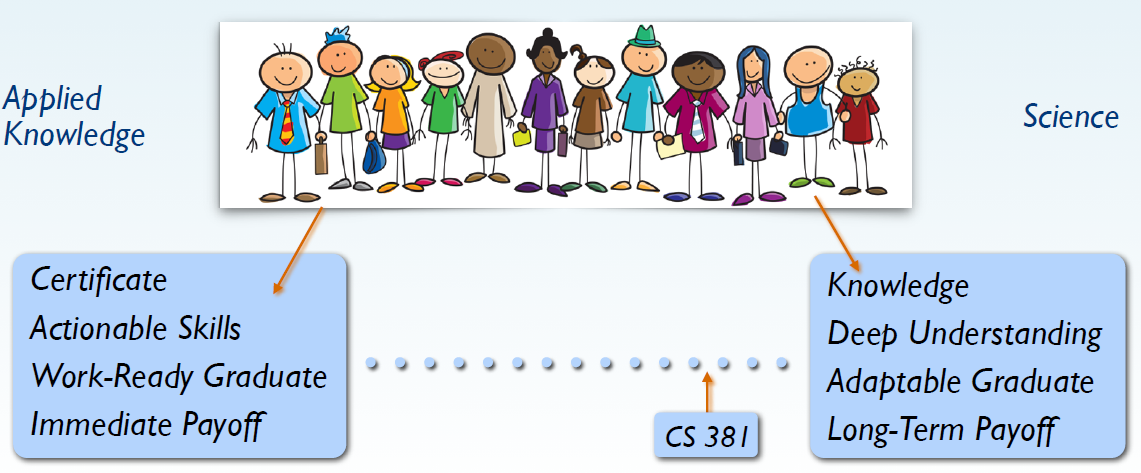 Applied
Knowledge
Science
Certificate
Actionable Skills
Work-Ready Graduate
Immediate Payoff
Knowledge
Deep Understanding
Adaptable Graduate
Long-Term Payoff
CS 381